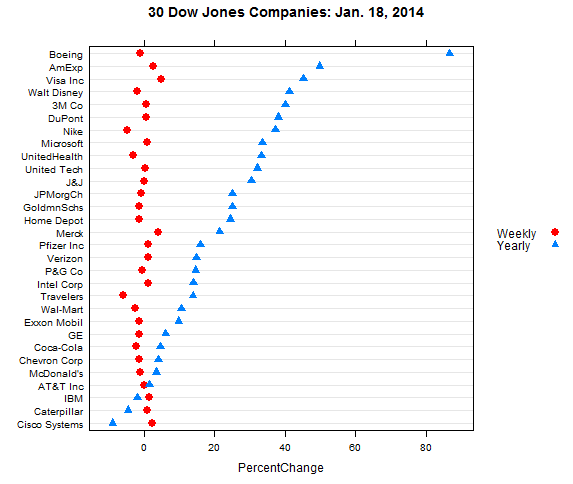 30 Dow Jones Companies: Jan. 18, 2014
Boeing
AmExp
Visa Inc
Walt Disney
3M Co
DuPont
Nike
Microsoft
UnitedHealth
United Tech
J&J
JPMorgCh
GoldmnSchs
Home Depot
Merck
Pfizer Inc
Verizon
P&G Co
Intel Corp
Travelers
Wal-Mart
Exxon Mobil
GE
Coca-Cola
Chevron Corp
McDonald's
AT&T Inc
IBM
Caterpillar
Cisco Systems
Weekly
Yearly
0 20 40 60 80
PercentChange